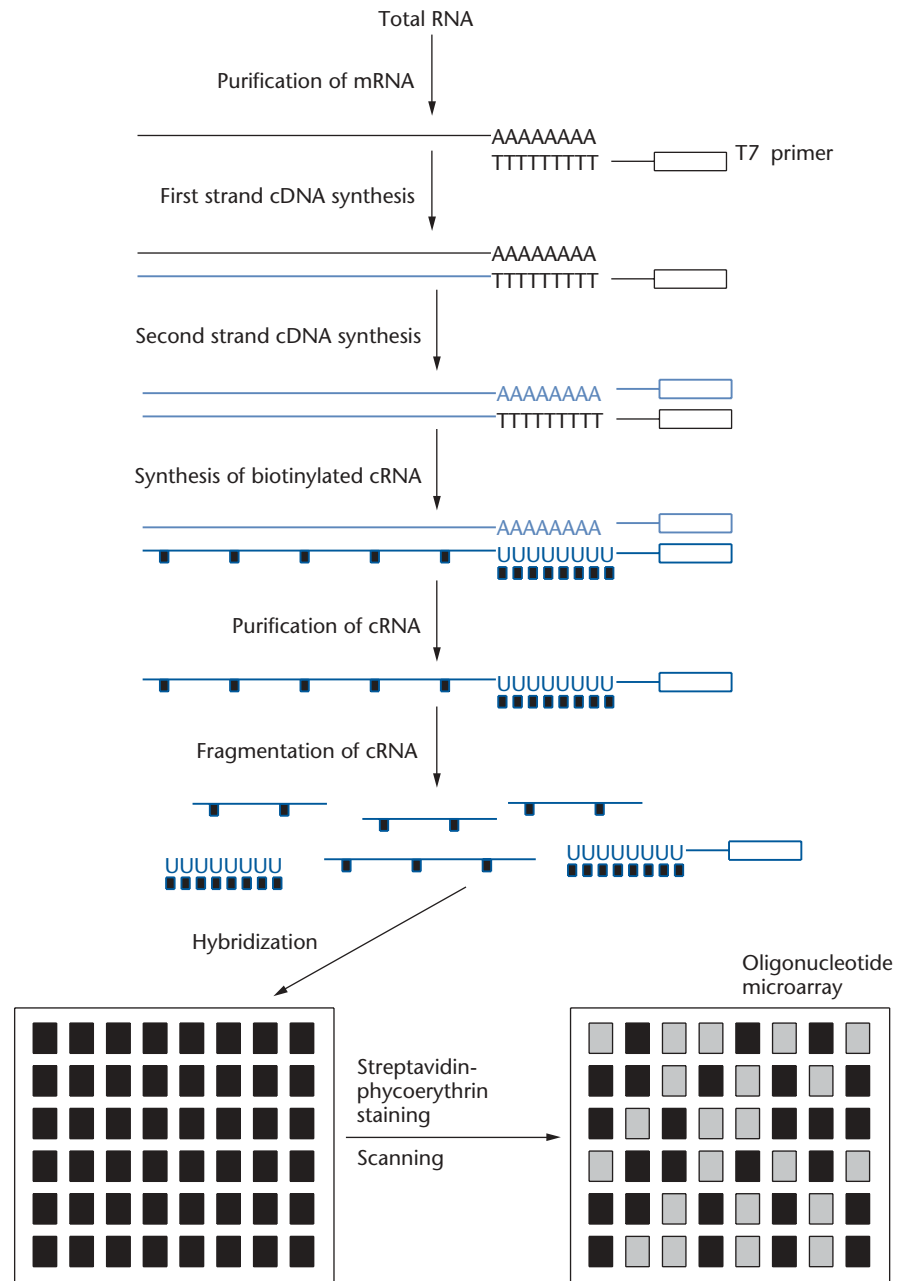 Total RNA
Purification of mRNA
AAAAAAAA
TTTTTTTTT
T7 primer
First strand cDNA synthesis
AAAAAAAA
TTTTTTTTT
Second strand cDNA synthesis
AAAAAAAA
TTTTTTTTT
Synthesis of biotinylated cRNA
AAAAAAAA
UUUUUUUU
Purification of cRNA
UUUUUUUU
Fragmentation of cRNA
UUUUUUUU
UUUUUUUU
Hybridization
Oligonucleotide
microarray
Streptavidin-
phycoerythrin
staining
Scanning